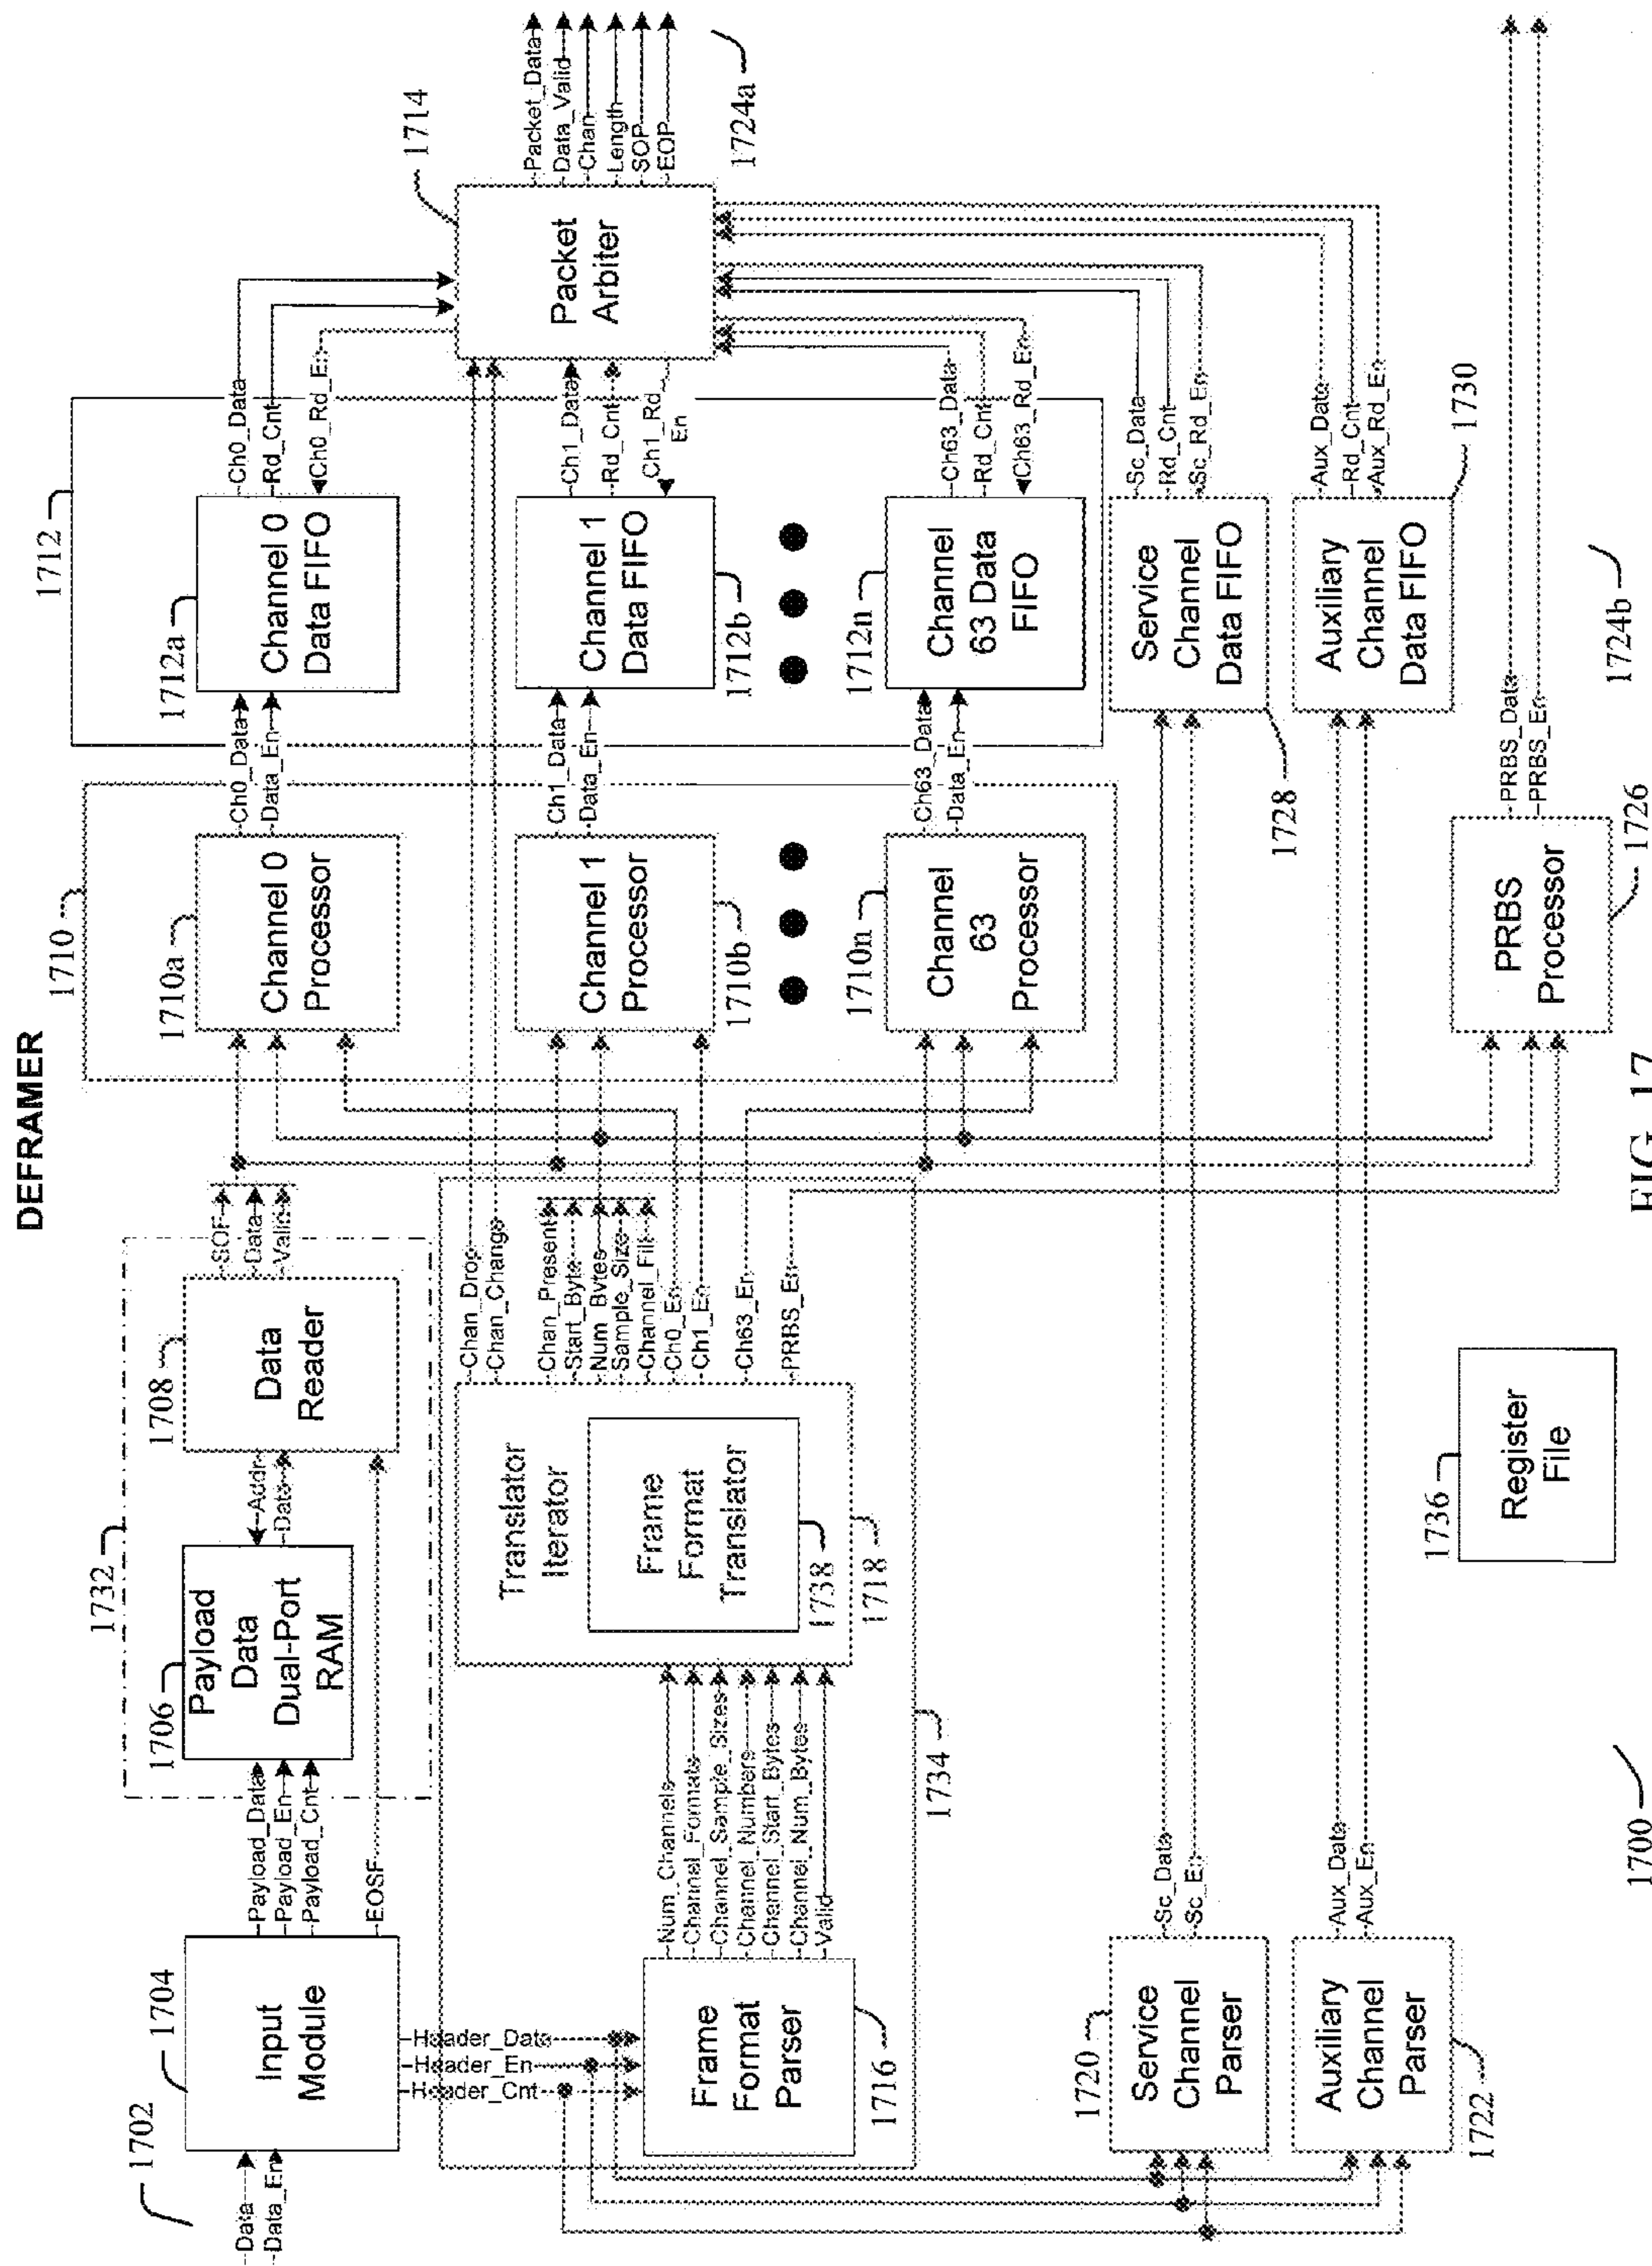 DEFRAMER
1702
1704
Data
Data_En
Input
Module
Payload_Data
Payload_En
Payload_Cnt
EOSF
Header_Data
Header_En
Header_Cnt
1732
1706
Payload
Data
Dual-Port
RAM
Addr
Data
1708
Data
Reader
SOF
Data
Valid
1710
1710a
Channel 0
Processor
Ch0_Data
Data_En
1710b
Channel 1
Processor
Ch1_Data
Data_En
1710n
Channel
63
Processor
Ch63_Data
Data_En
1712
1712a
Channel 0
Data FIFO
Ch0_Data
Rd_Cnt
Ch0_Rd_En
1712b
Channel 1
Data FIFO
Ch1_Data
Rd_Cnt
Ch1_Rd_
En
1712n
Channel
63 Data
FIFO
Ch63_Data
Rd_Cnt
Ch63_Rd_En
1714
Packet
Arbiter
Packet_Data
Data_Valid
Chan
Length
SOP
EOP
1724a
Frame
Format
Parser
1716
Num_Channels
Channel_Formats
Channel_Sample_Sizes
Channel_Numbers
Channel_Start_Bytes
Channel_Num_Bytes
Valid
1734
Translator
Iterator
Frame
Format
Translator
1738
1718
Chan_Drop
Chan_Change
Chan_Present
Start_Byte
Num_Bytes
Sample_Size
Channel_Fmt
Ch0_En
Ch1_En
Ch63_En
PRBS_En
1720
Service
Channel
Parser
Sc_Data
Sc_En
Service
Channel
Data FIFO
1728
Sc_Data
Rd_Cnt
Sc_Rd_En
Auxiliary
Channel
Parser
1722
Aux_Data
Aux_En
Auxiliary
Channel
Data FIFO
1730
Aux_Data
Rd_Cnt
Aux_Rd_En
1736
Register
File
PRBS
Processor
1726
PRBS_Data
PRBS_En
1724b
1700
FIG. 17